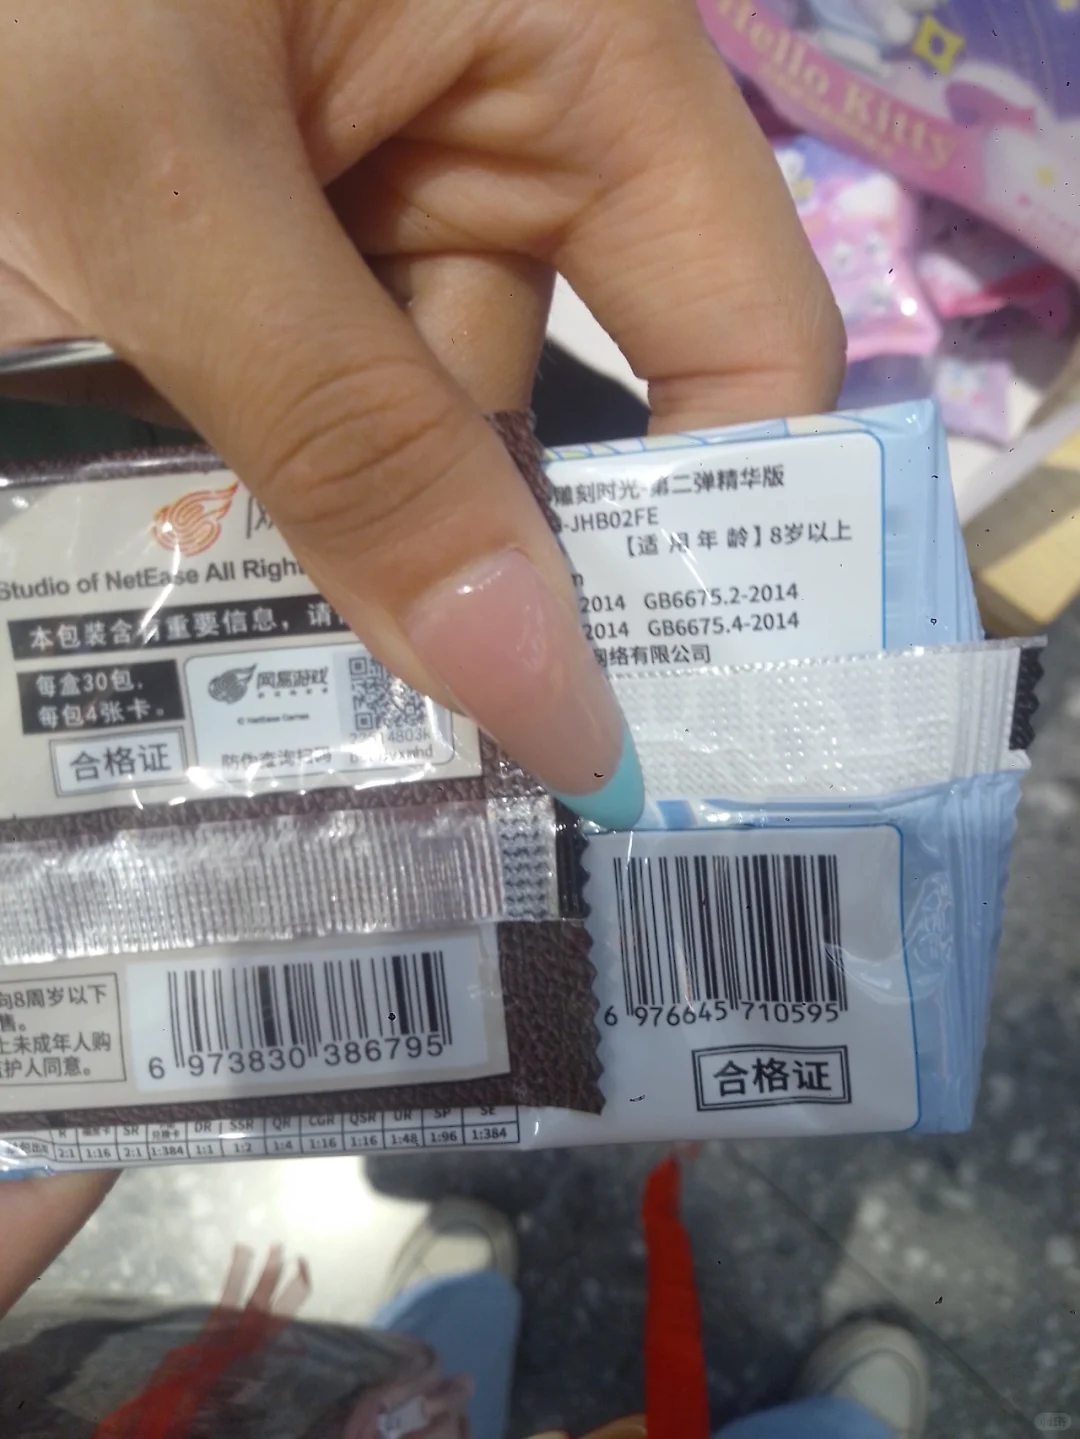 Hello Kitty
Studio of NetEase All Right
本包装含有重要信息，请
每盒30包，
每包4张卡。
合格证
网易游戏
© NetEase Games
防伪查询扫码
向8周岁以下
售。
上未成年人购
监护人同意。
6 973830 386795
雕刻时光-第二弹精华版
-JHB02FE
【适用年龄】8岁以上
2014 GB6675.2-2014
2014 GB6675.4-2014
网络有限公司
6 976645 710595
合格证
R SR DR SSR QR CGR QSR UR SP SE
2:1 1:16 2:1 1:384 1:1 1:2 1:4 1:16 1:16 1:48 1:96 1:384